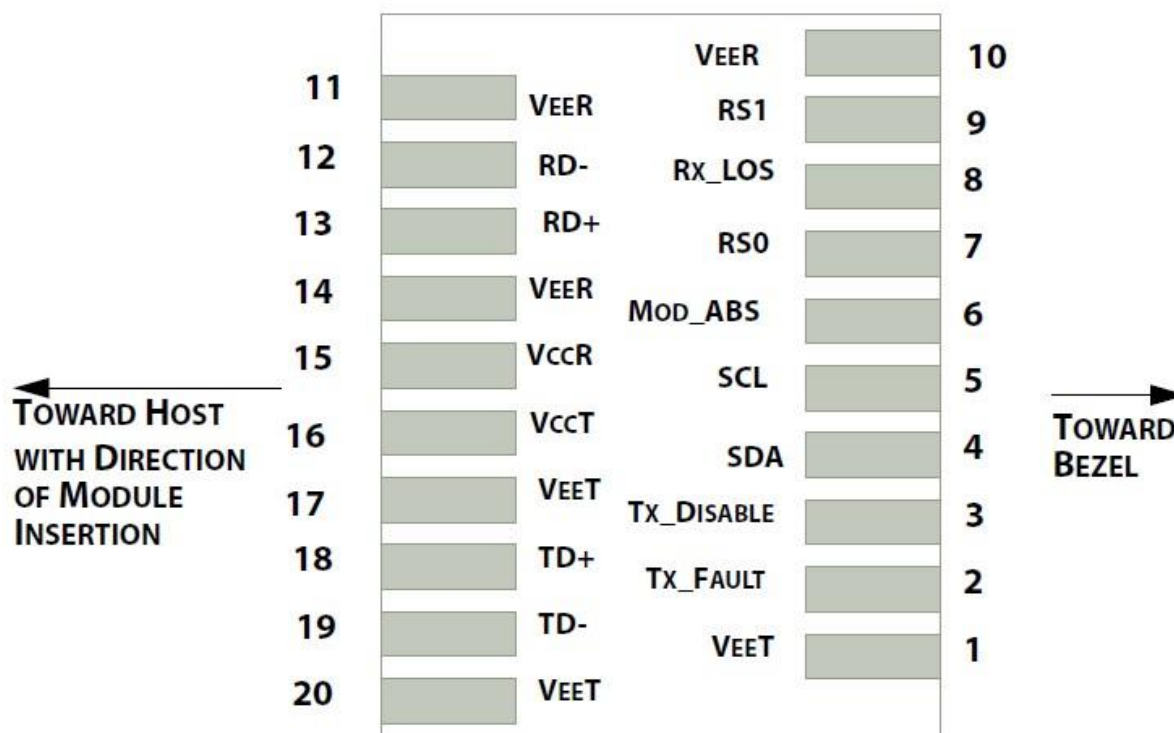 11 VEER
12 RD-
13 RD+
14 VEER
15 VCCR
16 VCCT
17 VEET
18 TD+
19 TD-
20 VEET
VEER 10
RS1 9
RX_LOS 8
RS0 7
MOD_ABS 6
SCL 5
SDA 4
TX_DISABLE 3
TX_FAULT 2
VEET 1
TOWARD HOST
WITH DIRECTION
OF MODULE
INSERTION
TOWARD
BEZEL